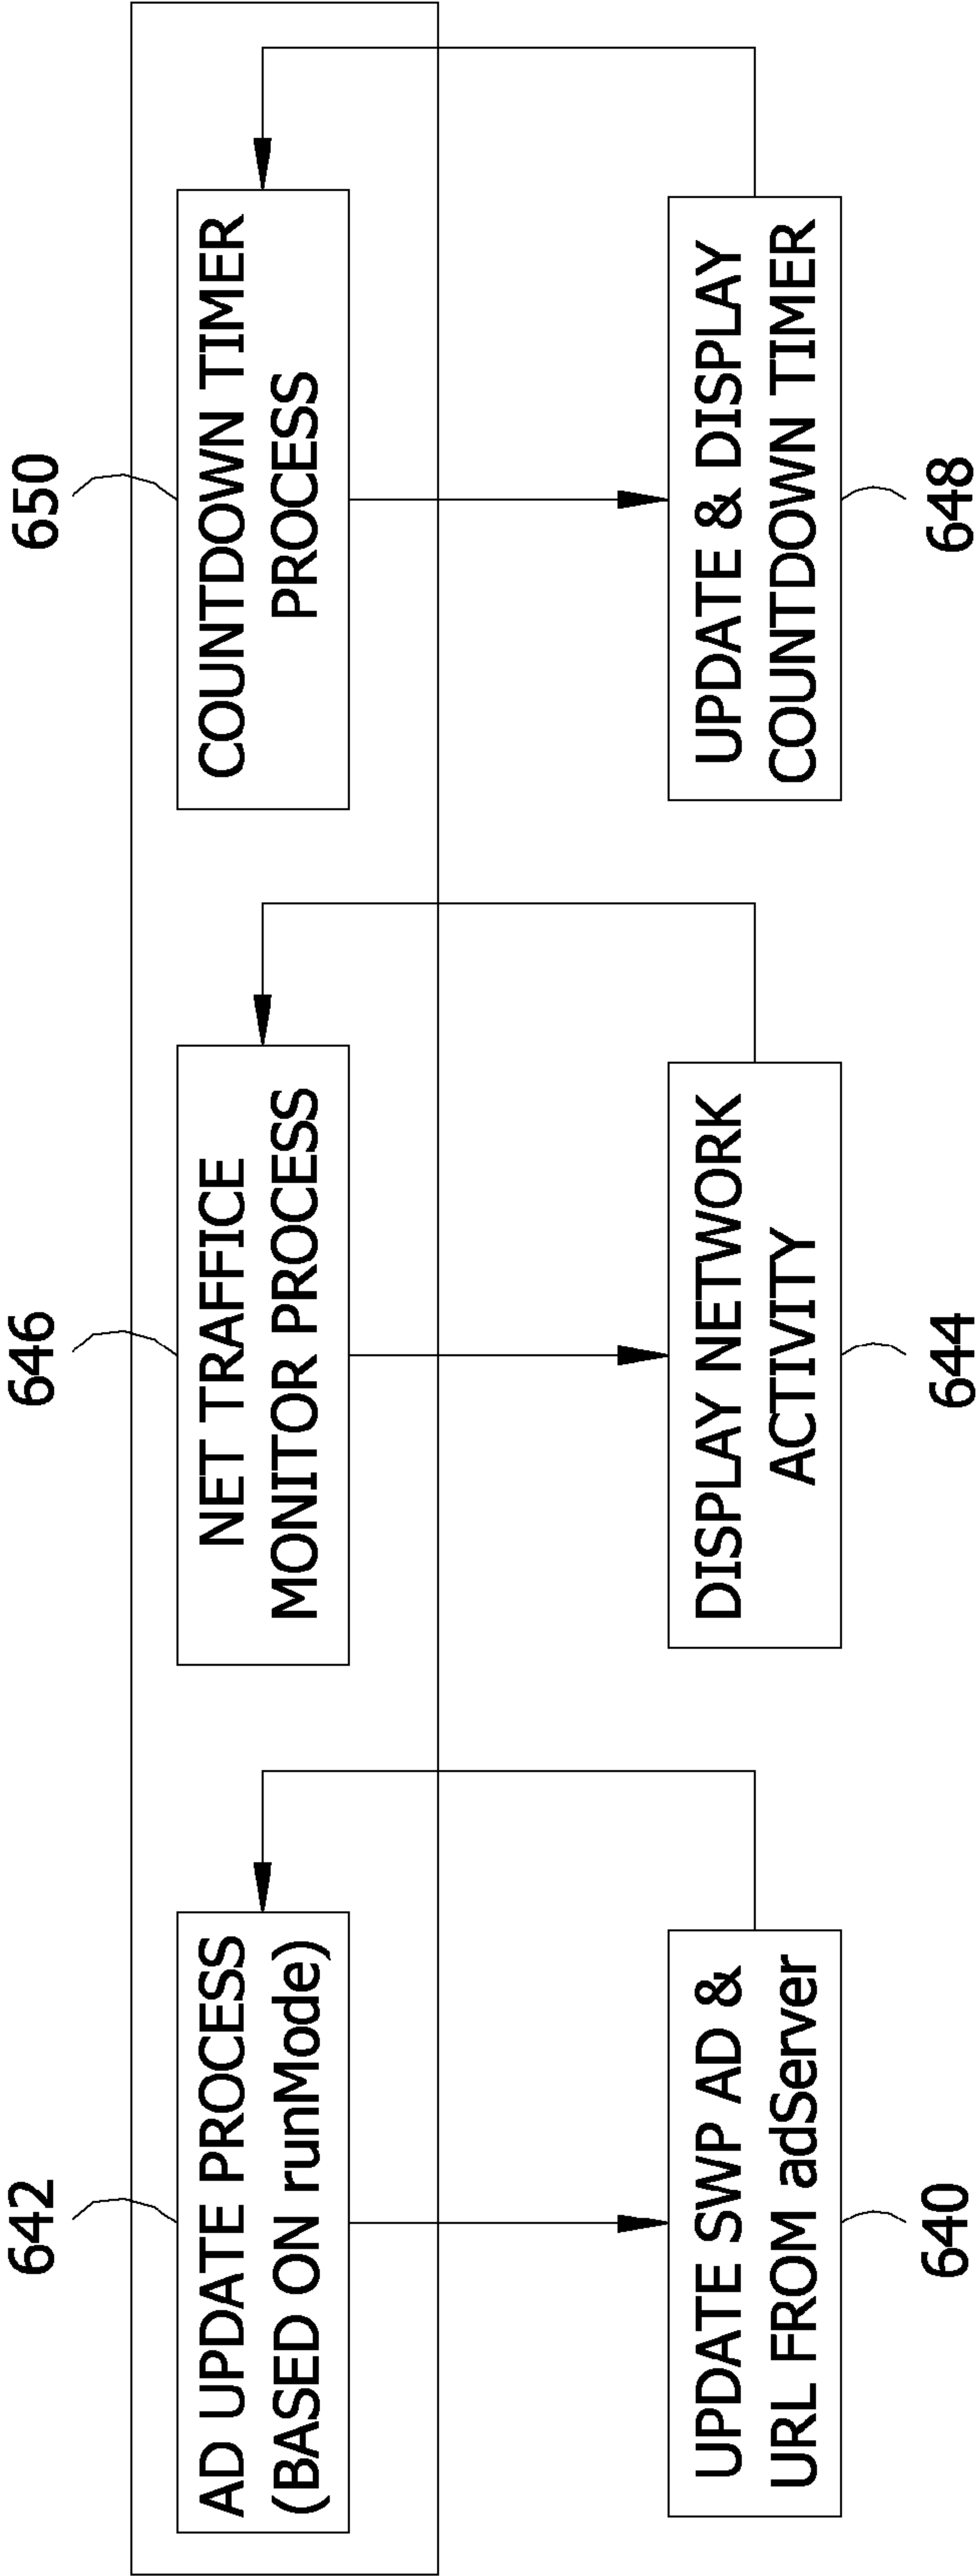 642
AD UPDATE PROCESS
(BASED ON runMode)
646
NET TRAFFICE
MONITOR PROCESS
650
COUNTDOWN TIMER
PROCESS
UPDATE SWP AD &
URL FROM adServer
640
DISPLAY NETWORK
ACTIVITY
644
UPDATE & DISPLAY
COUNTDOWN TIMER
648